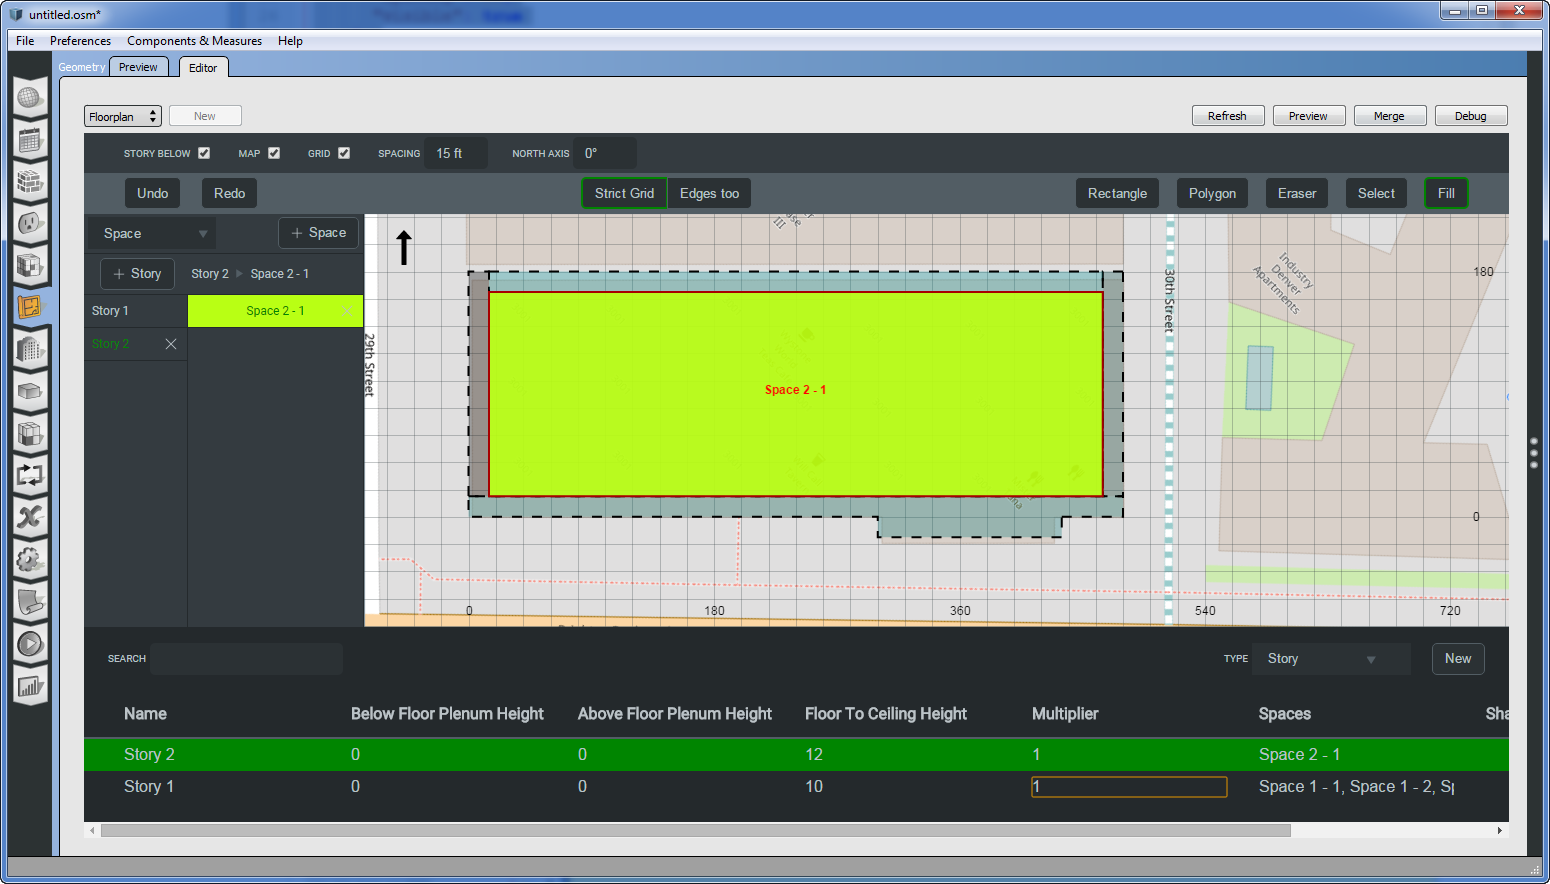 untitled.osm*
File Preferences Components & Measures Help
Geometry Preview Editor
Floorplan New Refresh Preview Merge Debug
STORY BELOW MAP GRID SPACING 15 ft NORTH AXIS 0°
Undo Redo Strict Grid Edges too Rectangle Polygon Eraser Select Fill
Space + Space
+ Story Story 2 Space 2 - 1
Story 1 Space 2 - 1
Story 2
III
Industry
Denver
Apartments
180
30th Street
29th Street
Space 2 - 1
0
0 180 360 540 720
SEARCH TYPE Story New
Name Below Floor Plenum Height Above Floor Plenum Height Floor To Ceiling Height Multiplier Spaces Sha
Story 2 0 0 12 1 Space 2 - 1
Story 1 0 0 10 1 Space 1 - 1, Space 1 - 2, Sp